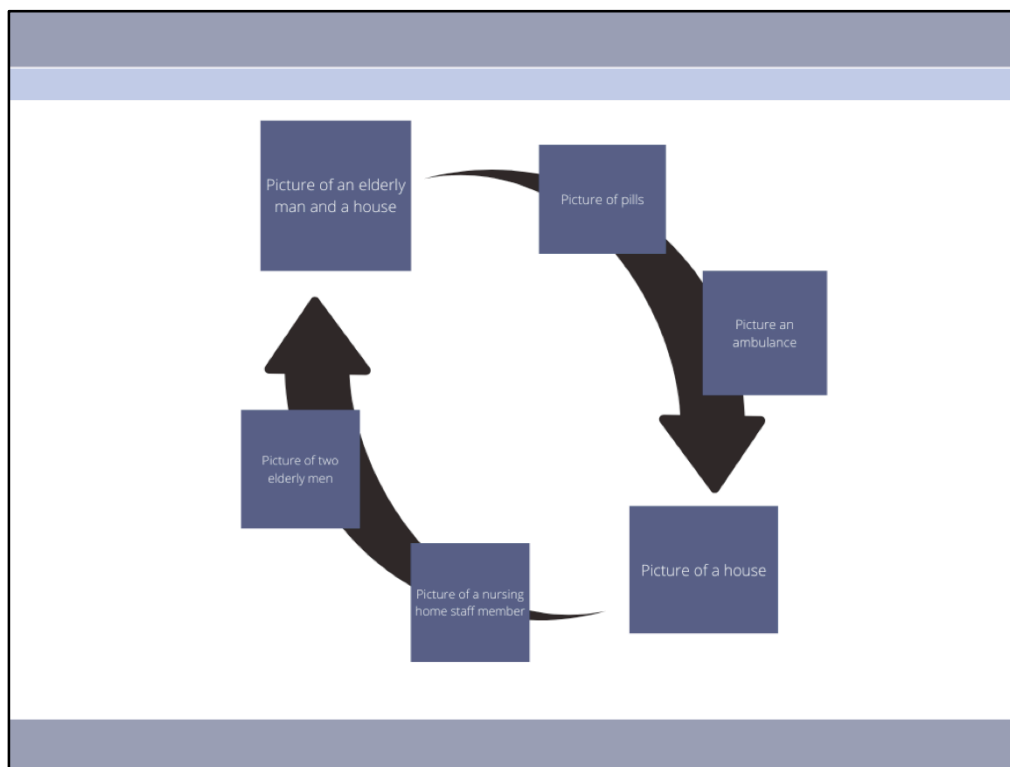 Picture of an elderly
man and a house
Picture of pills
Picture an
ambulance
Picture of a house
Picture of a nursing
home staff member
Picture of two
elderly men